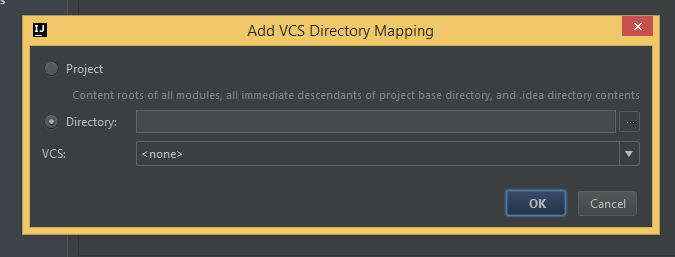 s
IJ
Add VCS Directory Mapping
Project
Content roots of all modules, all immediate descendants of project base directory, and .idea directory contents
Directory:
...
VCS:
<none>
OK
Cancel